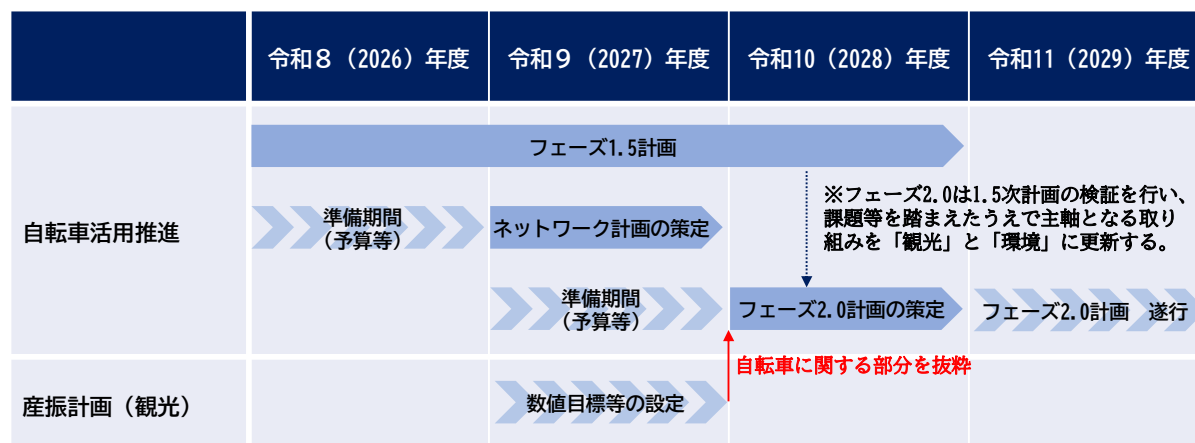 令和８（2026）年度
令和９（2027）年度
令和10（2028）年度
令和11（2029）年度
自転車活用推進
フェーズ1.5計画
※フェーズ2.0は1.5次計画の検証を行い、
課題等を踏まえたうえで主軸となる取り
組みを「観光」と「環境」に更新する。
準備期間
（予算等）
ネットワーク計画の策定
準備期間
（予算等）
フェーズ2.0計画の策定
フェーズ2.0計画　遂行
自転車に関する部分を抜粋
産振計画（観光）
数値目標等の設定